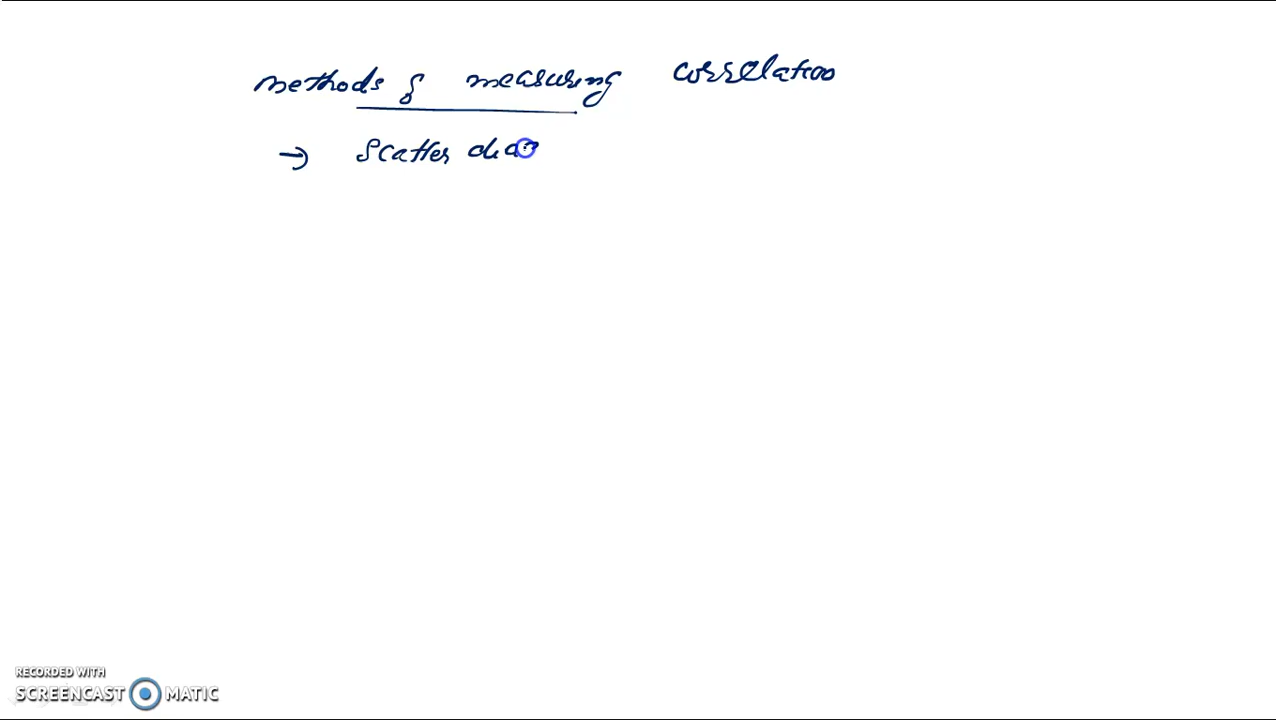 methods of measuring correlation
→ Scatter dia
RECORDED WITH
SCREENCAST MATIC